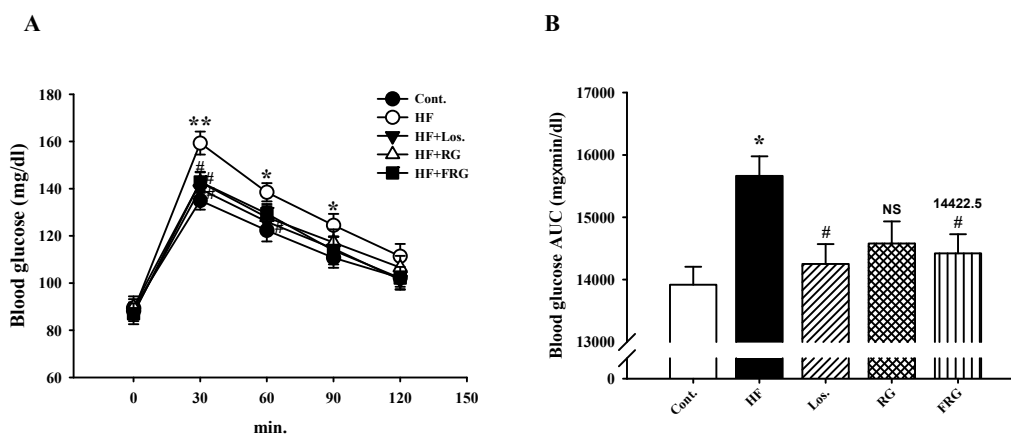 A
Blood glucose (mg/dl)
180
160
140
120
100
80
60
0 30 60 90 120 150
min.
**
*
*
#
#
#
#
Cont.
HF
HF+Los.
HF+RG
HF+FRG
B
Blood glucose AUC (mg×min/dl)
17000
16000
15000
14000
13000
0
*
#
NS
14422.5
#
Cont.
HF
Los.
RG
FRG